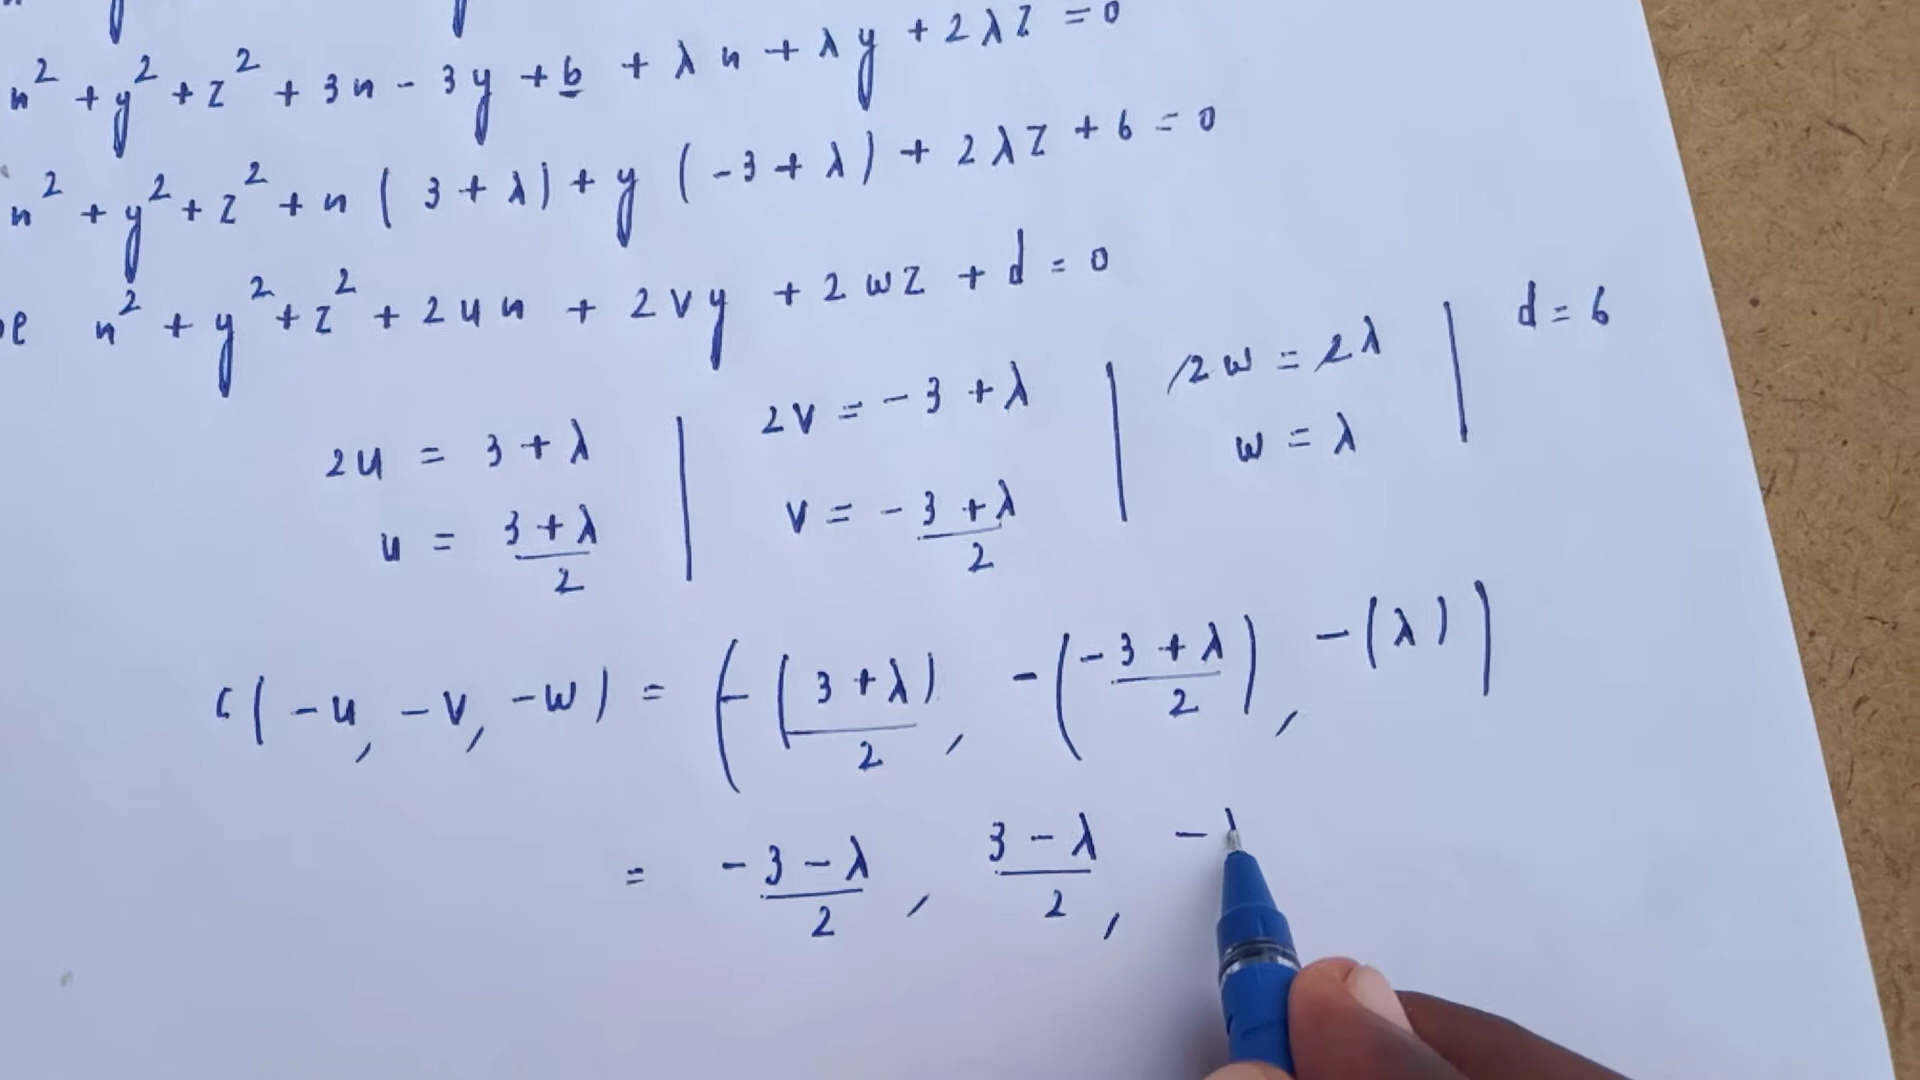 x² + y² + z² + 3x - 3y + 6 + λx + λy + 2λz = 0
x² + y² + z² + x(3 + λ) + y(-3 + λ) + 2λz + 6 = 0
x² + y² + z² + 2ux + 2vy + 2wz + d = 0
2u = 3 + λ | 2v = -3 + λ | 2w = 2λ | d = 6
u = (3 + λ)/2 | v = (-3 + λ)/2 | w = λ
C(-u, -v, -w) = (-(3 + λ)/2, -((-3 + λ)/2), -(λ))
= (-3 - λ)/2, (3 - λ)/2, -λ